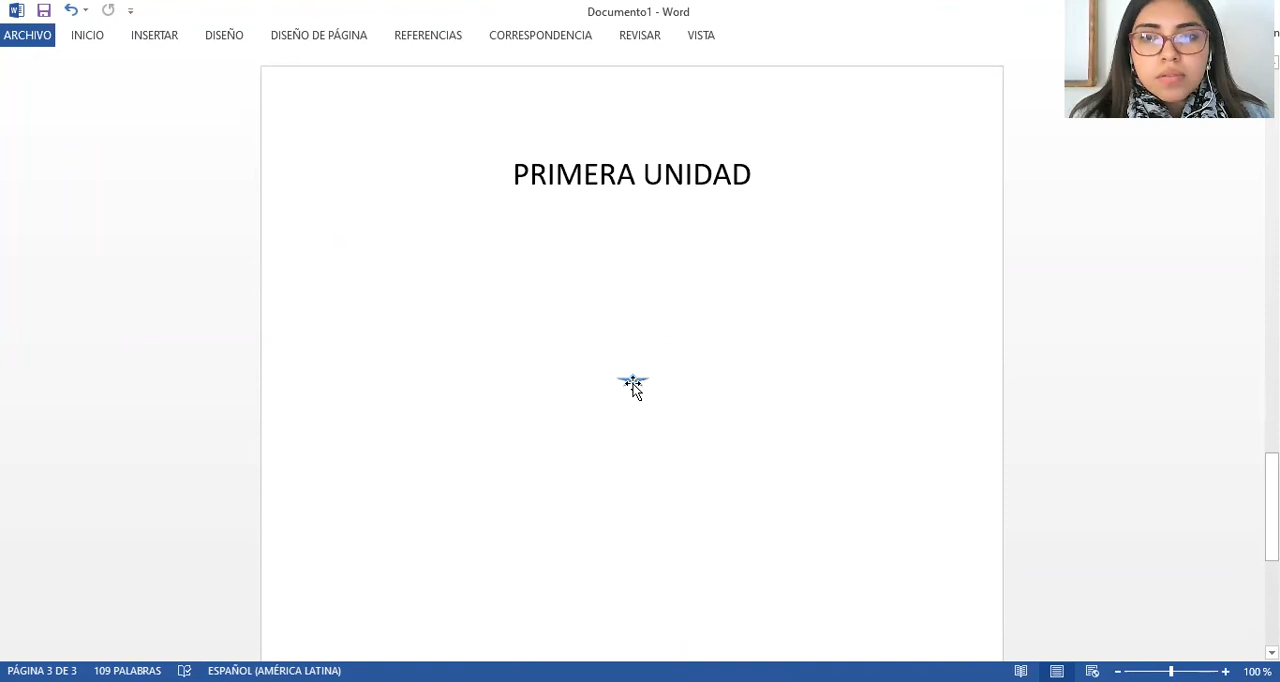 Documento1 - Word
ARCHIVO INICIO INSERTAR DISEÑO DISEÑO DE PÁGINA REFERENCIAS CORRESPONDENCIA REVISAR VISTA
PRIMERA UNIDAD
PÁGINA 3 DE 3 109 PALABRAS ESPAÑOL (AMÉRICA LATINA) 100 %